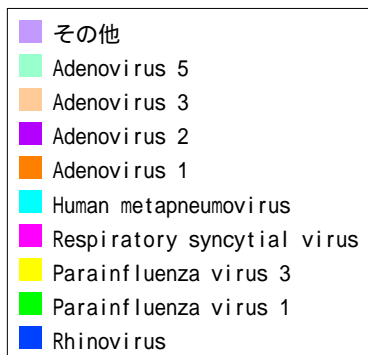 その他
Adenovirus 5
Adenovirus 3
Adenovirus 2
Adenovirus 1
Human metapneumovirus
Respiratory syncytial virus
Parainfluenza virus 3
Parainfluenza virus 1
Rhinovirus